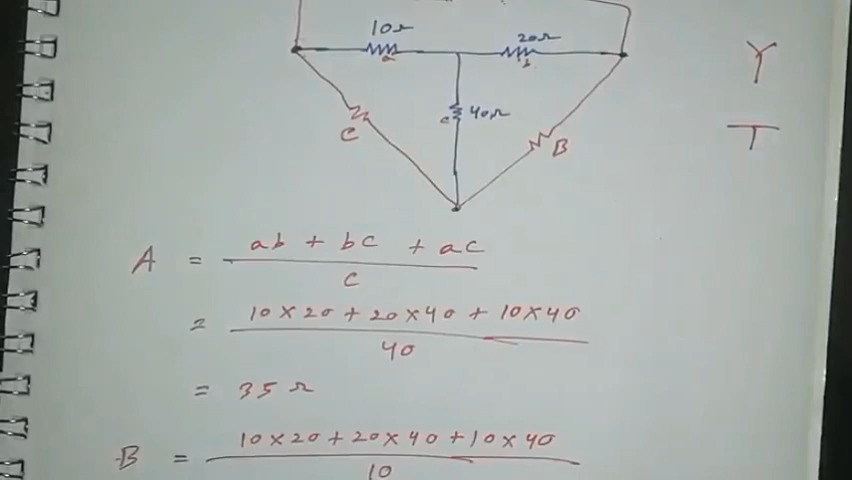 10Ω 20Ω
a b
c 40Ω
C B
Y
T
A = ab + bc + ac / c
= 10 × 20 + 20 × 40 + 10 × 40 / 40
= 35 Ω
B = 10 × 20 + 20 × 40 + 10 × 40 / 10